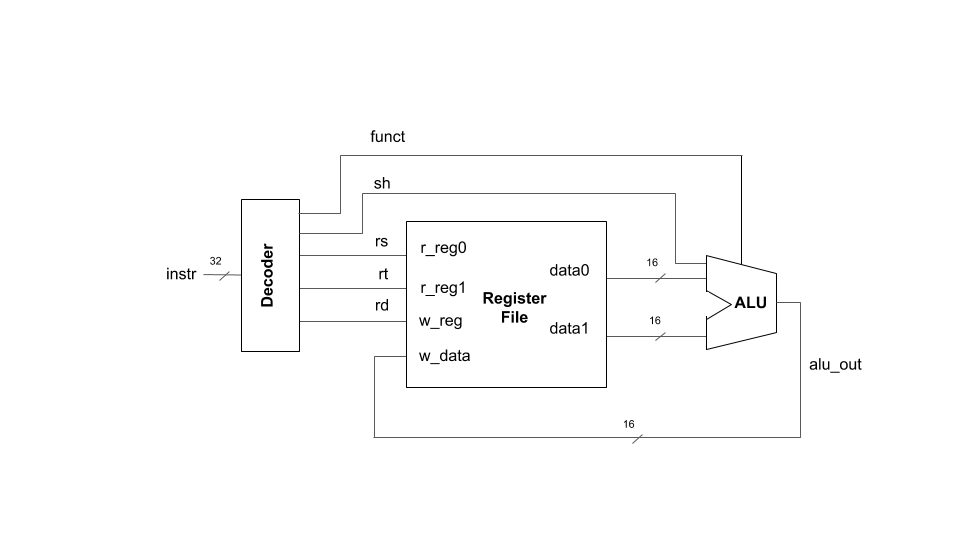 funct
sh
rs
r_reg0
32
16
data0
instr
rt
Decoder
r_reg1
Register
File
ALU
rd
w_reg
16
data1
w_data
alu_out
16